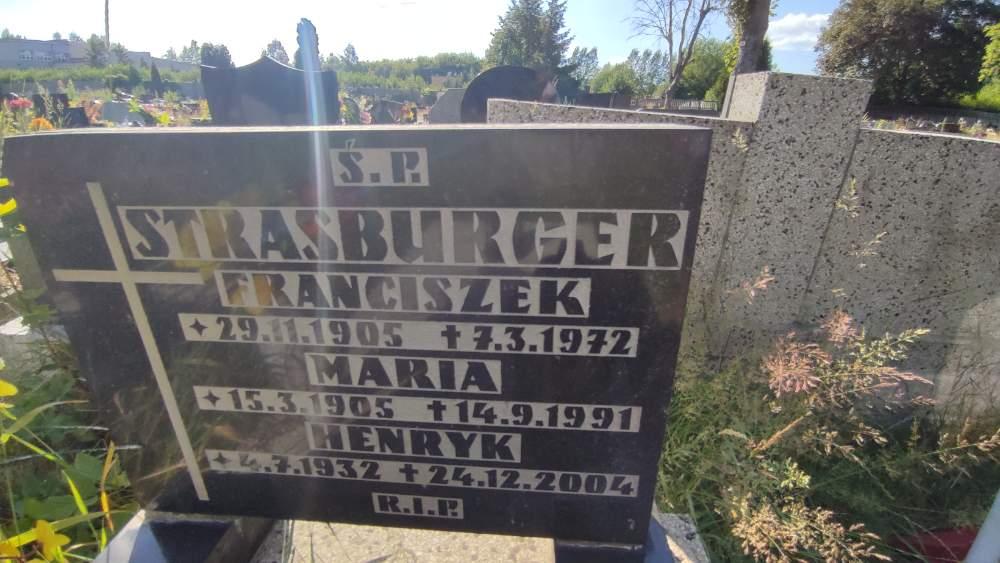 Ś.P.
STRASBURGER
FRANCISZEK
✦29.11.1905 ✝7.3.1972
MARIA
✦15.3.1905 ✝14.9.1991
HENRYK
✦4.7.1932 ✝24.12.2004
R.I.P.